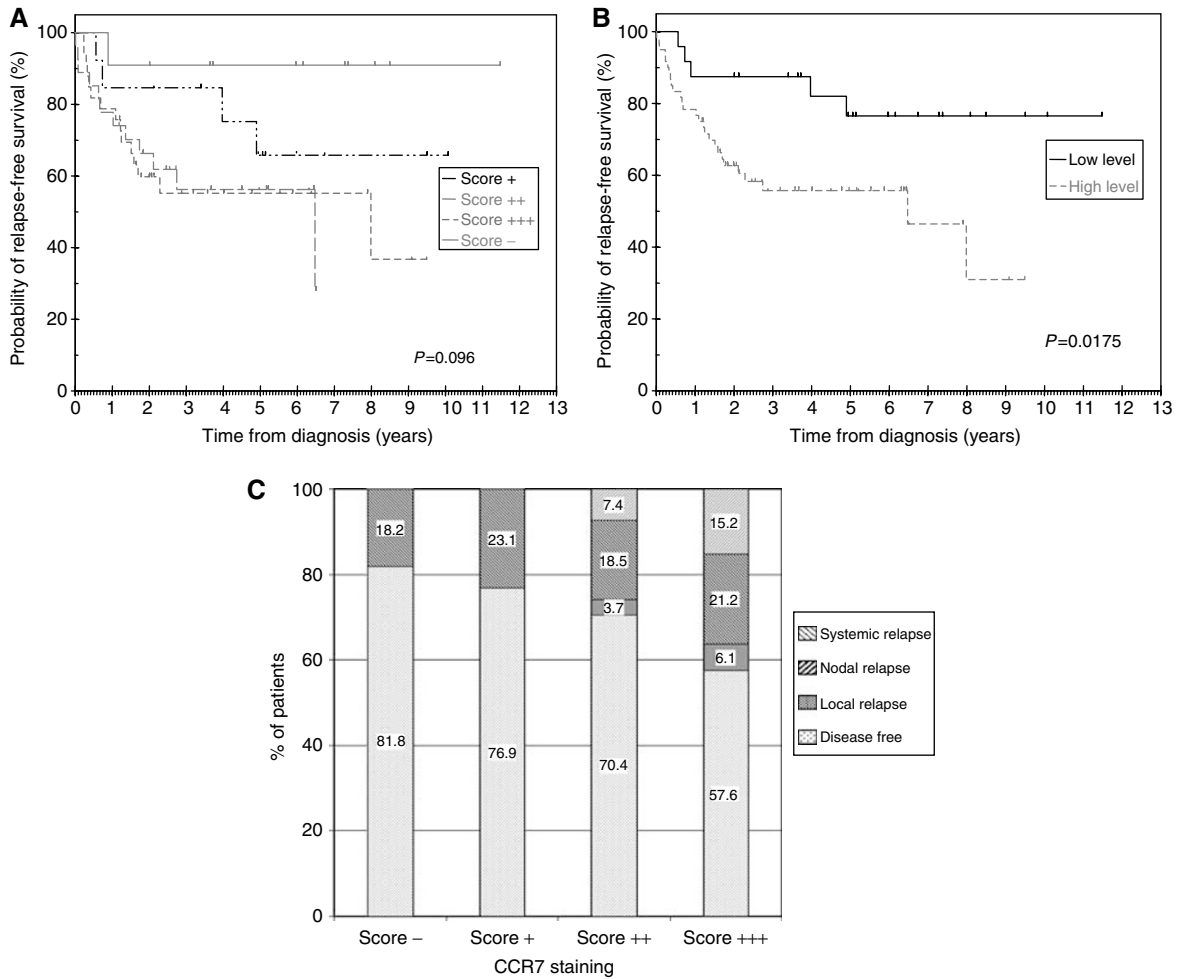 A
Probability of relapse-free survival (%)
100
80
60
40
20
0
0 1 2 3 4 5 6 7 8 9 10 11 12 13
Time from diagnosis (years)
Score +
Score ++
Score +++
Score –
P=0.096
B
Probability of relapse-free survival (%)
100
80
60
40
20
0
0 1 2 3 4 5 6 7 8 9 10 11 12 13
Time from diagnosis (years)
Low level
High level
P=0.0175
C
% of patients
100
80
60
40
20
0
18.2
81.8
23.1
76.9
7.4
18.5
3.7
70.4
15.2
21.2
6.1
57.6
Score –
Score +
Score ++
Score +++
CCR7 staining
Systemic relapse
Nodal relapse
Local relapse
Disease free